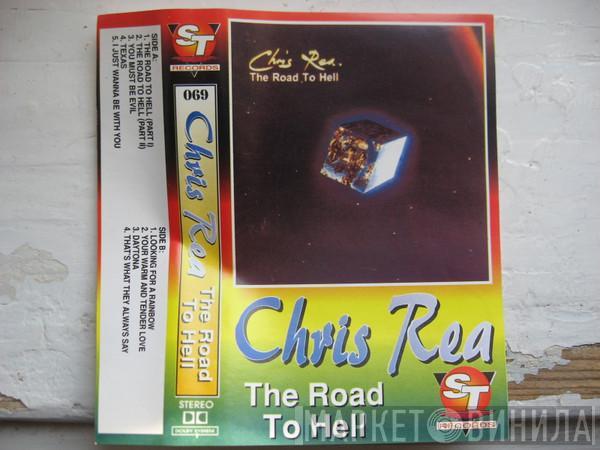 SIDE A:
1. THE ROAD TO HELL (PART I)
2. THE ROAD TO HELL (PART II)
3. YOU MUST BE EVIL
4. TEXAS
5. I JUST WANNA BE WITH YOU
SIDE B:
1. LOOKING FOR A RAINBOW
2. YOUR WARM AND TENDER LOVE
3. DAYTONA
4. THAT'S WHAT THEY ALWAYS SAY
ST
RECORDS
069
Chris Rea
The Road
To Hell
STEREO
DOLBY SYSTEM
Chris Rea.
The Road To Hell
Chris Rea
The Road
To Hell
ST
RECORDS
МАРКЕТ ВИНИЛА